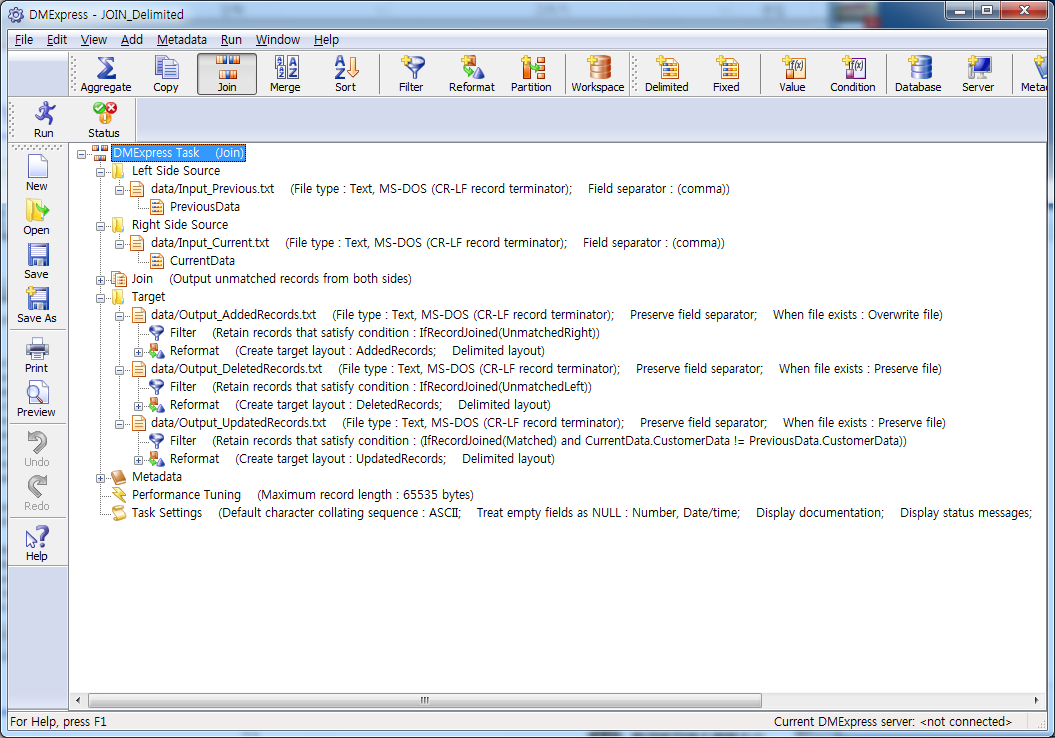 DMExpress - JOIN_Delimited
File Edit View Add Metadata Run Window Help
Aggregate Copy Join Merge Sort Filter Reformat Partition Workspace Delimited Fixed Value Condition Database Server
Run Status
DMExpress Task (Join)
Left Side Source
data/Input_Previous.txt (File type : Text, MS-DOS (CR-LF record terminator); Field separator : (comma))
PreviousData
Right Side Source
data/Input_Current.txt (File type : Text, MS-DOS (CR-LF record terminator); Field separator : (comma))
CurrentData
Join (Output unmatched records from both sides)
Target
data/Output_AddedRecords.txt (File type : Text, MS-DOS (CR-LF record terminator); Preserve field separator; When file exists : Overwrite file)
Filter (Retain records that satisfy condition : IfRecordJoined(UnmatchedRight))
Reformat (Create target layout : AddedRecords; Delimited layout)
data/Output_DeletedRecords.txt (File type : Text, MS-DOS (CR-LF record terminator); Preserve field separator; When file exists : Preserve file)
Filter (Retain records that satisfy condition : IfRecordJoined(UnmatchedLeft))
Reformat (Create target layout : DeletedRecords; Delimited layout)
data/Output_UpdatedRecords.txt (File type : Text, MS-DOS (CR-LF record terminator); Preserve field separator; When file exists : Preserve file)
Filter (Retain records that satisfy condition : (IfRecordJoined(Matched) and CurrentData.CustomerData != PreviousData.CustomerData))
Reformat (Create target layout : UpdatedRecords; Delimited layout)
Metadata
Performance Tuning (Maximum record length : 65535 bytes)
Task Settings (Default character collating sequence : ASCII; Treat empty fields as NULL : Number, Date/time; Display documentation; Display status messages;
New
Open
Save
Save As
Print
Preview
Undo
Redo
Help
For Help, press F1
Current DMExpress server: <not connected>